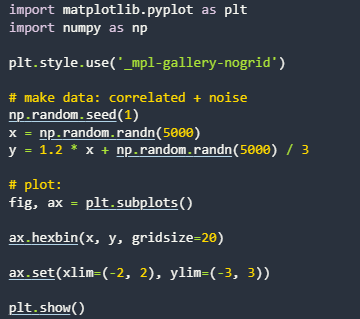 import matplotlib.pyplot as plt
import numpy as np
plt.style.use('_mpl-gallery-nogrid')
# make data: correlated + noise
np.random.seed(1)
x = np.random.randn(5000)
y = 1.2 * x + np.random.randn(5000) / 3
# plot:
fig, ax = plt.subplots()
ax.hexbin(x, y, gridsize=20)
ax.set(xlim=(-2, 2), ylim=(-3, 3))
plt.show()